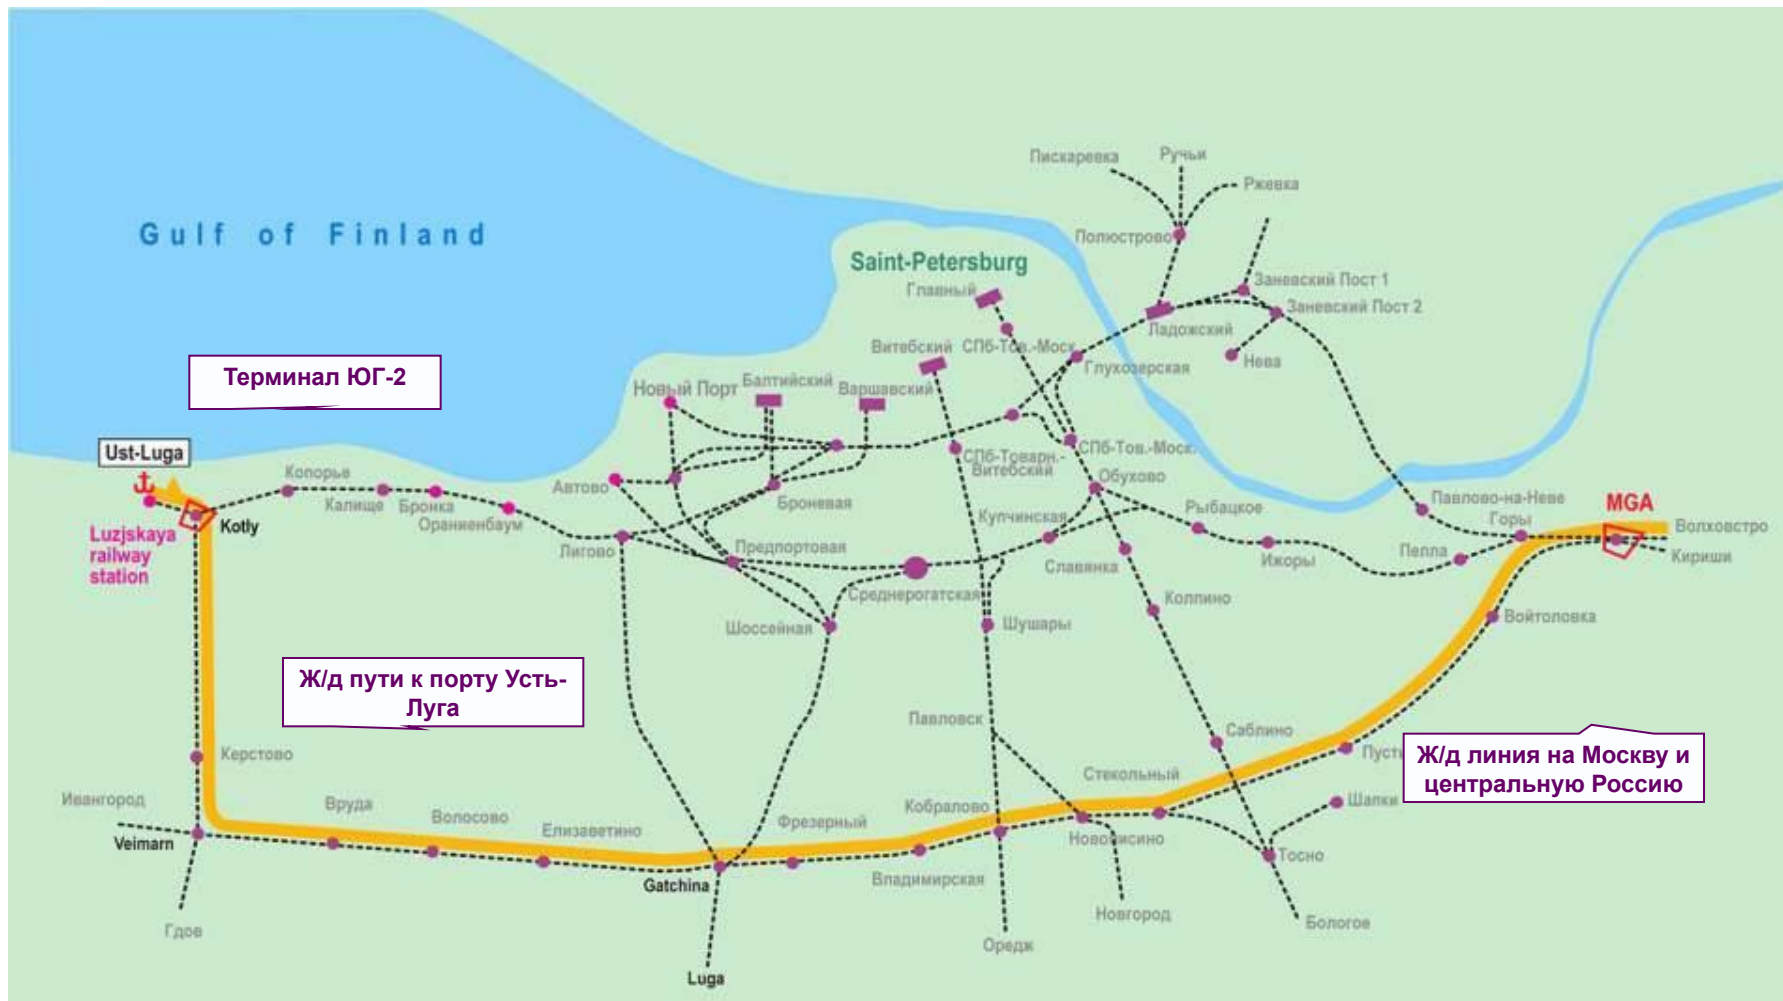 Пискаревка
Ручьи
Ржевка
Gulf of Finland
Полюстрово
Saint-Petersburg
Главный
Заневский Пост 1
Заневский Пост 2
Ладожский
Витебский
СПб-Тов.-Моск.
Глухозерская
Нева
Терминал ЮГ-2
Новый Порт
Балтийский
Варшавский
Ust-Luga
Копорье
Калище
Бронка
Ораниенбаум
Автово
Броневая
СПб-Товарн.-
Витебский
СПб-Тов.-Моск.
Обухово
Павлово-на-Неве
MGA
Kotly
Luzjskaya
railway
station
Лигово
Предпортовая
Купчинская
Рыбацкое
Горы
Волховстро
Кириши
Пелла
Ижоры
Славянка
Среднерогатская
Колпино
Шоссейная
Шушары
Войтоловка
Ж/д пути к порту Усть-
Луга
Павловск
Саблино
Пусты
Ж/д линия на Москву и
центральную Россию
Керстово
Стекольный
Шапки
Ивангород
Вруда
Волосово
Елизаветино
Фрезерный
Кобралово
Veimarn
Новолисино
Тосно
Gatchina
Владимирская
Гдов
Новгород
Бологое
Оредж
Luga